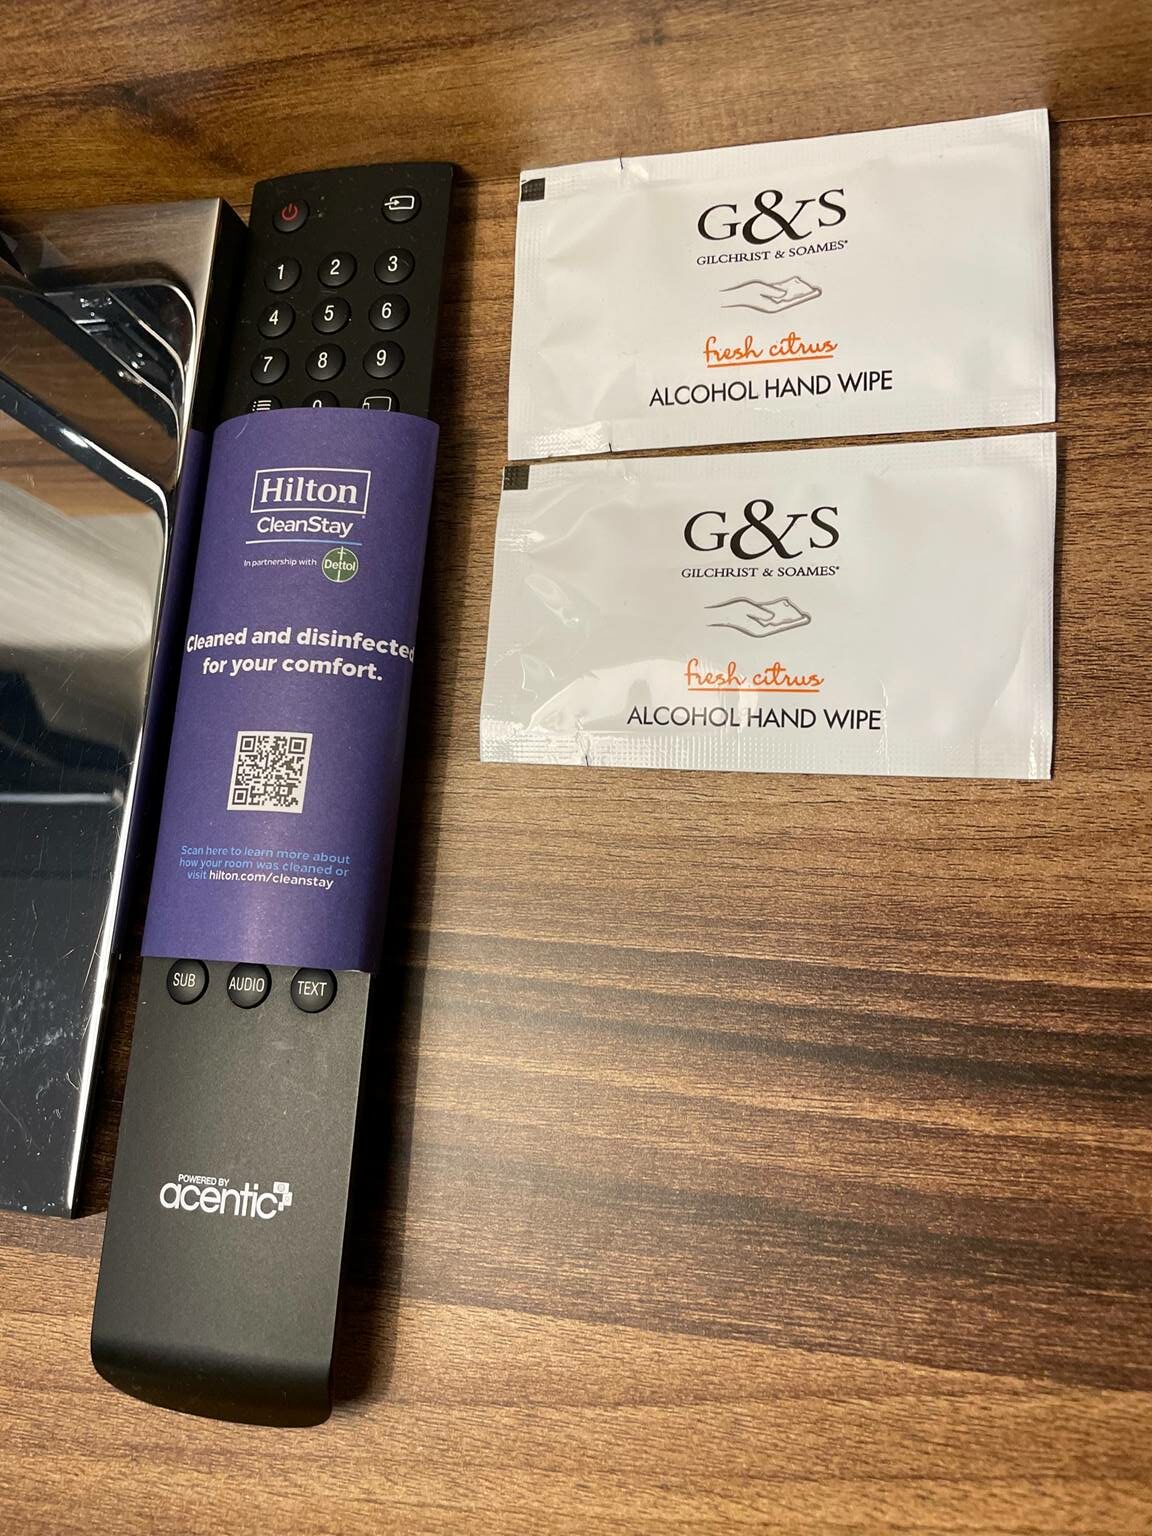 1 2 3
4 5 6
7 8 9
0
Hilton
CleanStay
In partnership with Dettol
Cleaned and disinfected
for your comfort.
Scan here to learn more about
how your room was cleaned or
visit hilton.com/cleanstay
SUB AUDIO TEXT
POWERED BY
acentic
G&S
GILCHRIST & SOAMES®
fresh citrus
ALCOHOL HAND WIPE
G&S
GILCHRIST & SOAMES®
fresh citrus
ALCOHOL HAND WIPE